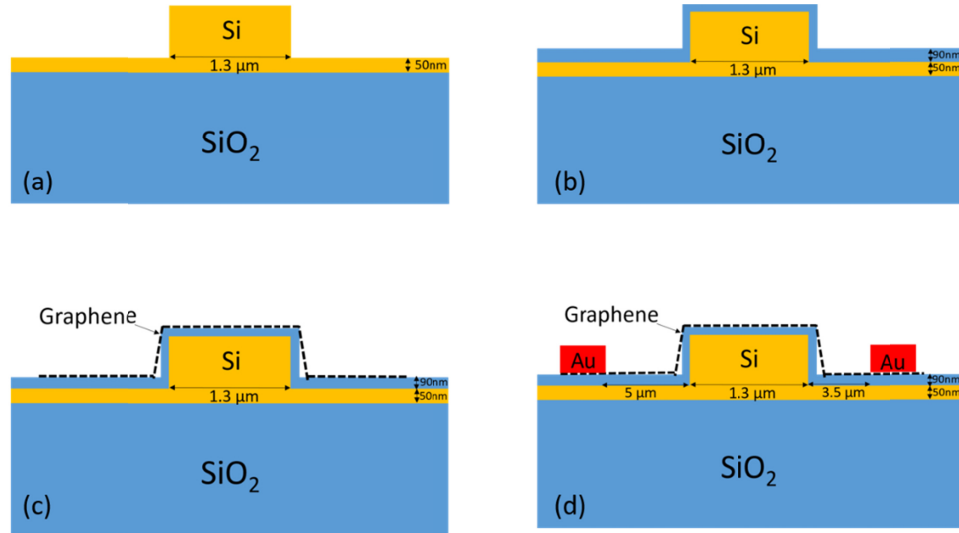 Si
1.3 μm
50nm
SiO2
(a)
Si
1.3 μm
90nm
50nm
SiO2
(b)
Graphene
Si
1.3 μm
90nm
50nm
SiO2
(c)
Graphene
Au
Si
Au
5 μm
1.3 μm
3.5 μm
90nm
50nm
SiO2
(d)